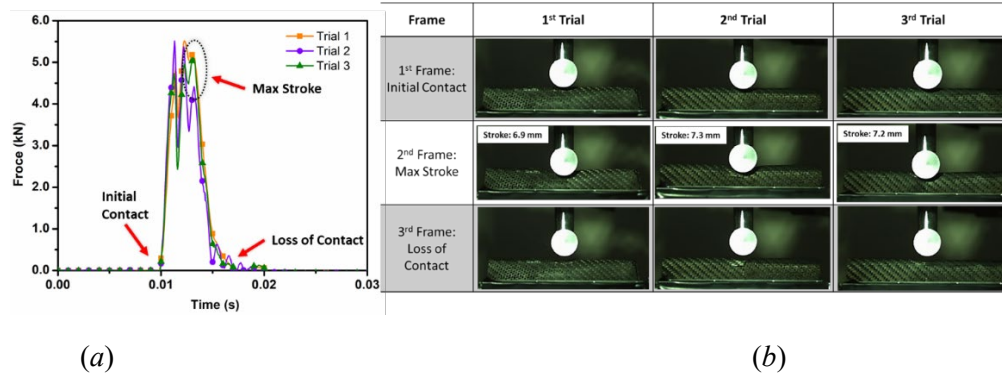 Froce (kN)
6.0
5.0
4.0
3.0
2.0
1.0
0.0
0.00
0.01
0.02
0.03
Time (s)
Trial 1
Trial 2
Trial 3
Max Stroke
Initial
Contact
Loss of Contact
(a)
Frame
1st Trial
2nd Trial
3rd Trial
1st Frame:
Initial Contact
2nd Frame:
Max Stroke
Stroke: 6.9 mm
Stroke: 7.3 mm
Stroke: 7.2 mm
3rd Frame:
Loss of
Contact
(b)